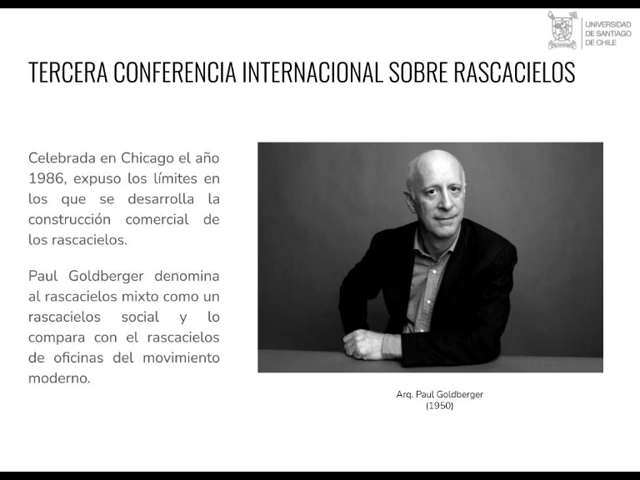 UNIVERSIDAD
DE SANTIAGO
DE CHILE
TERCERA CONFERENCIA INTERNACIONAL SOBRE RASCACIELOS
Celebrada en Chicago el año
1986, expuso los límites en
los que se desarrolla la
construcción comercial de
los rascacielos.
Paul Goldberger denomina
al rascacielos mixto como un
rascacielos social y lo
compara con el rascacielos
de oficinas del movimiento
moderno.
Arq. Paul Goldberger
(1950)